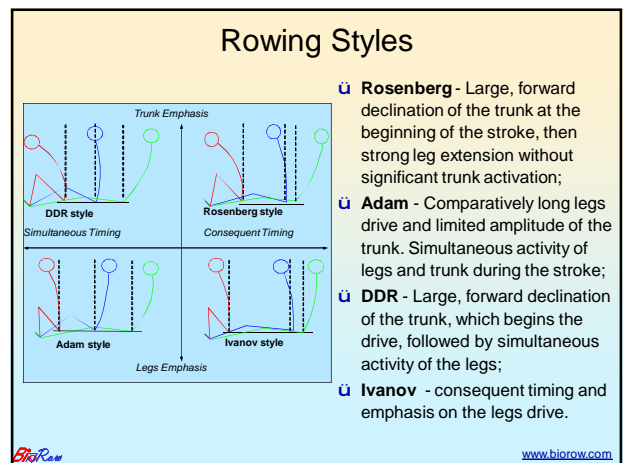 Rowing Styles
Trunk Emphasis
DDR style
Rosenberg style
Simultaneous Timing
Consequent Timing
Adam style
Ivanov style
Legs Emphasis
ü Rosenberg - Large, forward
declination of the trunk at the
beginning of the stroke, then
strong leg extension without
significant trunk activation;
ü Adam - Comparatively long legs
drive and limited amplitude of the
trunk. Simultaneous activity of
legs and trunk during the stroke;
ü DDR - Large, forward declination
of the trunk, which begins the
drive, followed by simultaneous
activity of the legs;
ü Ivanov - consequent timing and
emphasis on the legs drive.
BioRow
www.biorow.com